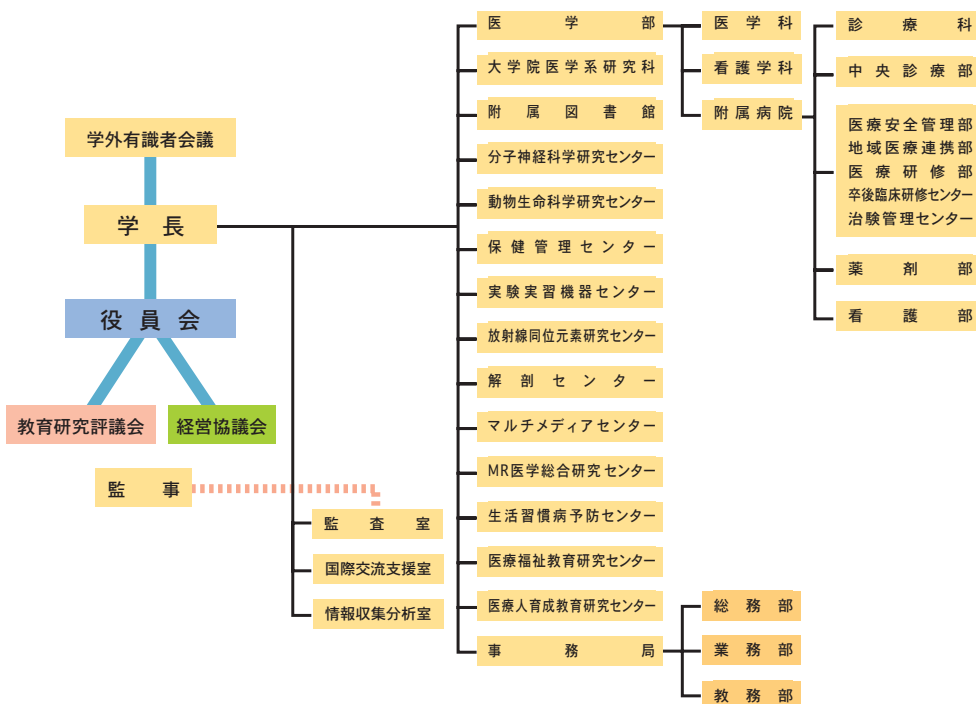 学外有識者会議
学長
役員会
教育研究評議会
経営協議会
監事
監査室
国際交流支援室
情報収集分析室
医学部
大学院医学系研究科
附属図書館
分子神経科学研究センター
動物生命科学研究センター
保健管理センター
実験実習機器センター
放射線同位元素研究センター
解剖センター
マルチメディアセンター
MR医学総合研究センター
生活習慣病予防センター
医療福祉教育研究センター
医療人育成教育研究センター
事務局
医学科
看護学科
附属病院
診療科
中央診療部
医療安全管理部
地域医療連携部
医療研修部
卒後臨床研修センター
治験管理センター
薬剤部
看護部
総務部
業務部
教務部